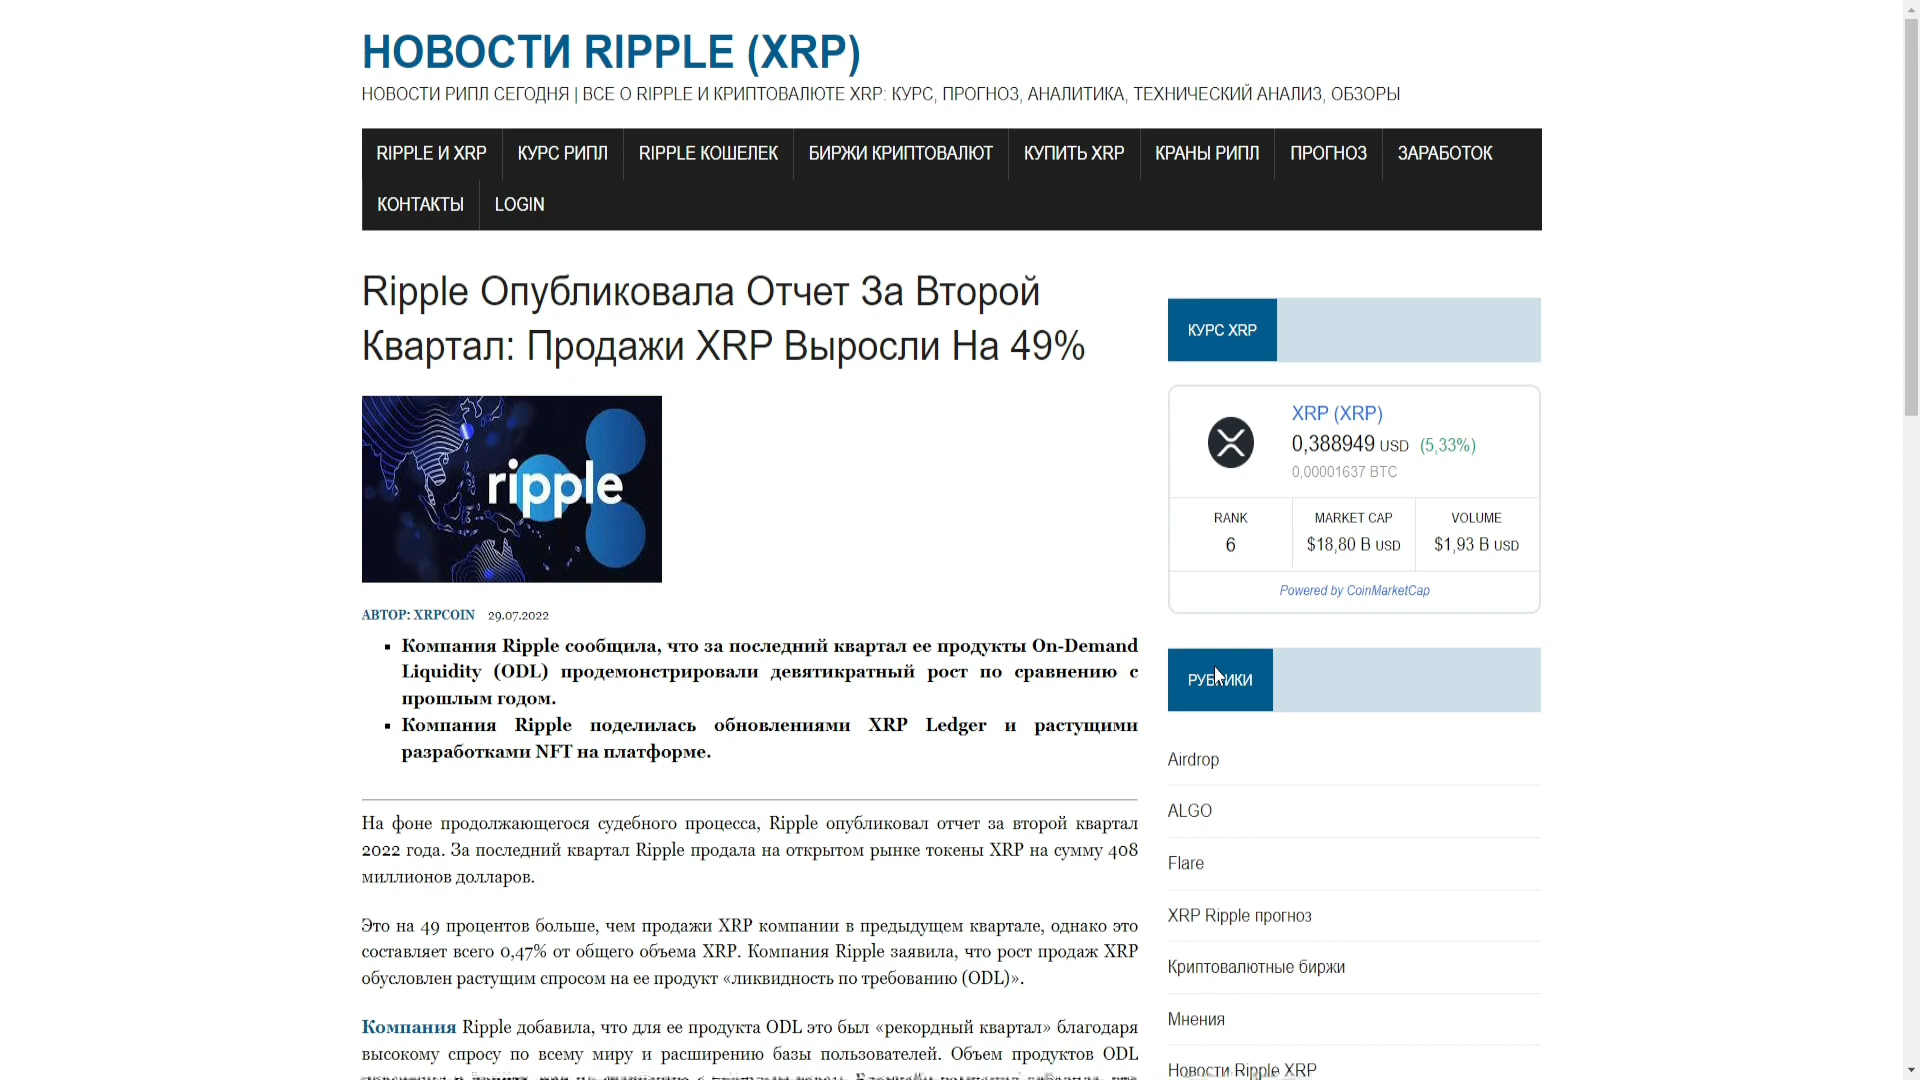 НОВОСТИ RIPPLE (XRP)
НОВОСТИ РИПЛ СЕГОДНЯ | ВСЕ О RIPPLE И КРИПТОВАЛЮТЕ XRP: КУРС, ПРОГНОЗ, АНАЛИТИКА, ТЕХНИЧЕСКИЙ АНАЛИЗ, ОБЗОРЫ
RIPPLE И XRP КУРС РИПЛ RIPPLE КОШЕЛЕК БИРЖИ КРИПТОВАЛЮТ КУПИТЬ XRP КРАНЫ РИПЛ ПРОГНОЗ ЗАРАБОТОК
КОНТАКТЫ LOGIN
Ripple Опубликовала Отчет За Второй
Квартал: Продажи XRP Выросли На 49%
ripple
АВТОР: XRPCOIN 29.07.2022
Компания Ripple сообщила, что за последний квартал ее продукты On-Demand
Liquidity (ODL) продемонстрировали девятикратный рост по сравнению с
прошлым годом.
Компания Ripple поделилась обновлениями XRP Ledger и растущими
разработками NFT на платформе.
На фоне продолжающегося судебного процесса, Ripple опубликовал отчет за второй квартал
2022 года. За последний квартал Ripple продала на открытом рынке токены XRP на сумму 408
миллионов долларов.
Это на 49 процентов больше, чем продажи XRP компании в предыдущем квартале, однако это
составляет всего 0,47% от общего объема XRP. Компания Ripple заявила, что рост продаж XRP
обусловлен растущим спросом на ее продукт «ликвидность по требованию (ODL)».
Компания Ripple добавила, что для ее продукта ODL это был «рекордный квартал» благодаря
высокому спросу по всему миру и расширению базы пользователей. Объем продуктов ODL
КУРС XRP
XRP (XRP)
0,388949 USD (5,33%)
0,00001637 BTC
RANK MARKET CAP VOLUME
6 $18,80 B USD $1,93 B USD
Powered by CoinMarketCap
РУБРИКИ
Airdrop
ALGO
Flare
XRP Ripple прогноз
Криптовалютные биржи
Мнения
Новости Ripple XRP